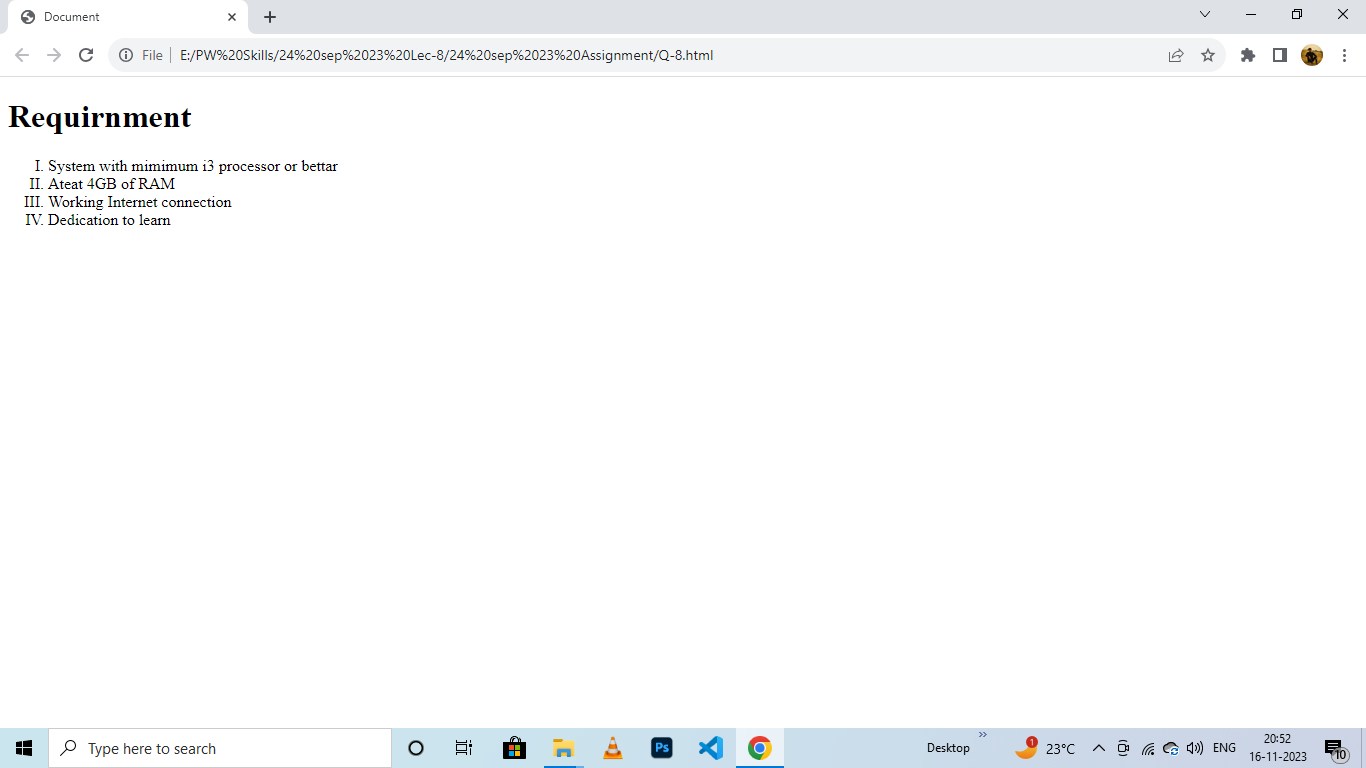 Document
File
E:/PW%20Skills/24%20sep%2023%20Lec-8/24%20sep%2023%20Assignment/Q-8.html
Requirnment
I. System with mimimum i3 processor or bettar
II. Ateat 4GB of RAM
III. Working Internet connection
IV. Dedication to learn
Type here to search
Ps
Desktop
1
23°C
ENG
20:52
16-11-2023
10